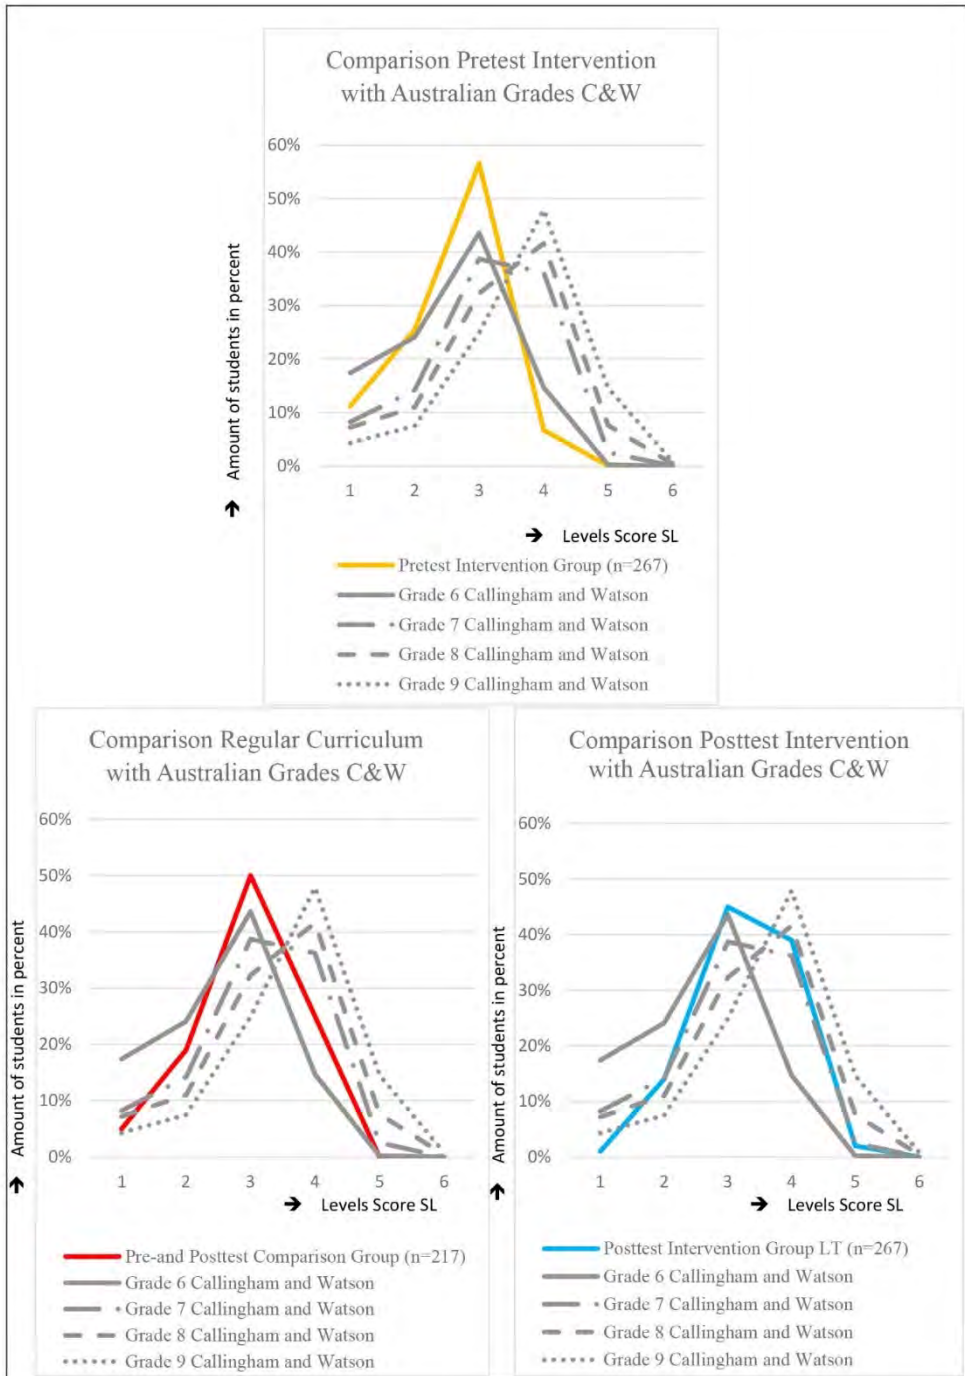 Comparison Pretest Intervention
with Australian Grades C&W
60%
50%
40%
30%
20%
10%
0%
1 2 3 4 5 6
➔ Amount of students in percent
➔ Levels Score SL
Pretest Intervention Group (n=267)
Grade 6 Callingham and Watson
Grade 7 Callingham and Watson
Grade 8 Callingham and Watson
Grade 9 Callingham and Watson
Comparison Regular Curriculum
with Australian Grades C&W
60%
50%
40%
30%
20%
10%
0%
1 2 3 4 5 6
➔ Amount of students in percent
➔ Levels Score SL
Pre-and Posttest Comparison Group (n=217)
Grade 6 Callingham and Watson
Grade 7 Callingham and Watson
Grade 8 Callingham and Watson
Grade 9 Callingham and Watson
Comparison Posttest Intervention
with Australian Grades C&W
60%
50%
40%
30%
20%
10%
0%
1 2 3 4 5 6
➔ Amount of students in percent
➔ Levels Score SL
Posttest Intervention Group LT (n=267)
Grade 6 Callingham and Watson
Grade 7 Callingham and Watson
Grade 8 Callingham and Watson
Grade 9 Callingham and Watson